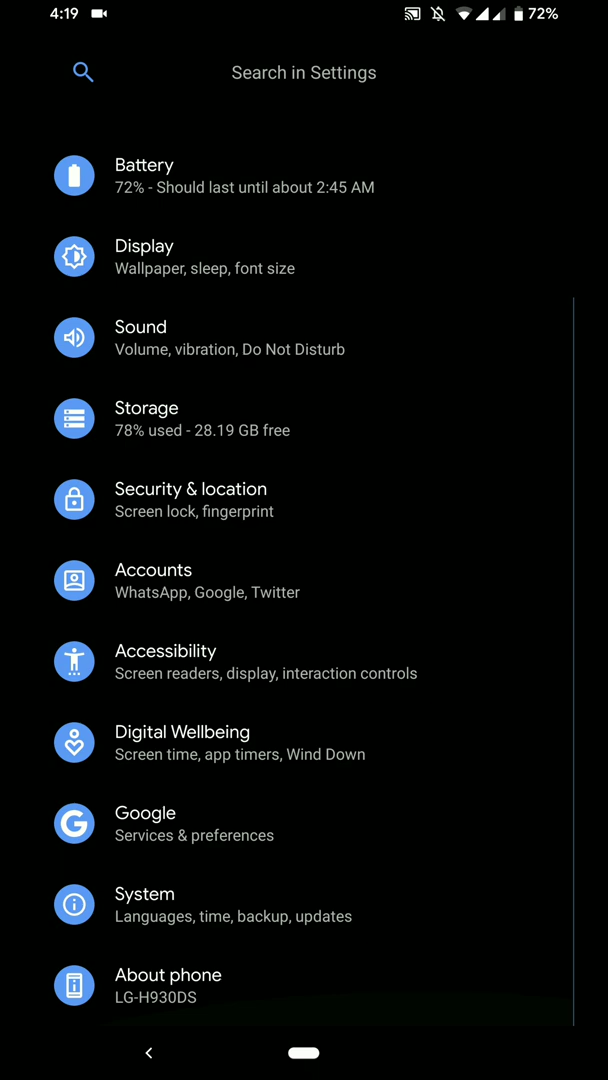 4:19
72%
Search in Settings
Battery
72% - Should last until about 2:45 AM
Display
Wallpaper, sleep, font size
Sound
Volume, vibration, Do Not Disturb
Storage
78% used - 28.19 GB free
Security & location
Screen lock, fingerprint
Accounts
WhatsApp, Google, Twitter
Accessibility
Screen readers, display, interaction controls
Digital Wellbeing
Screen time, app timers, Wind Down
Google
Services & preferences
System
Languages, time, backup, updates
About phone
LG-H930DS